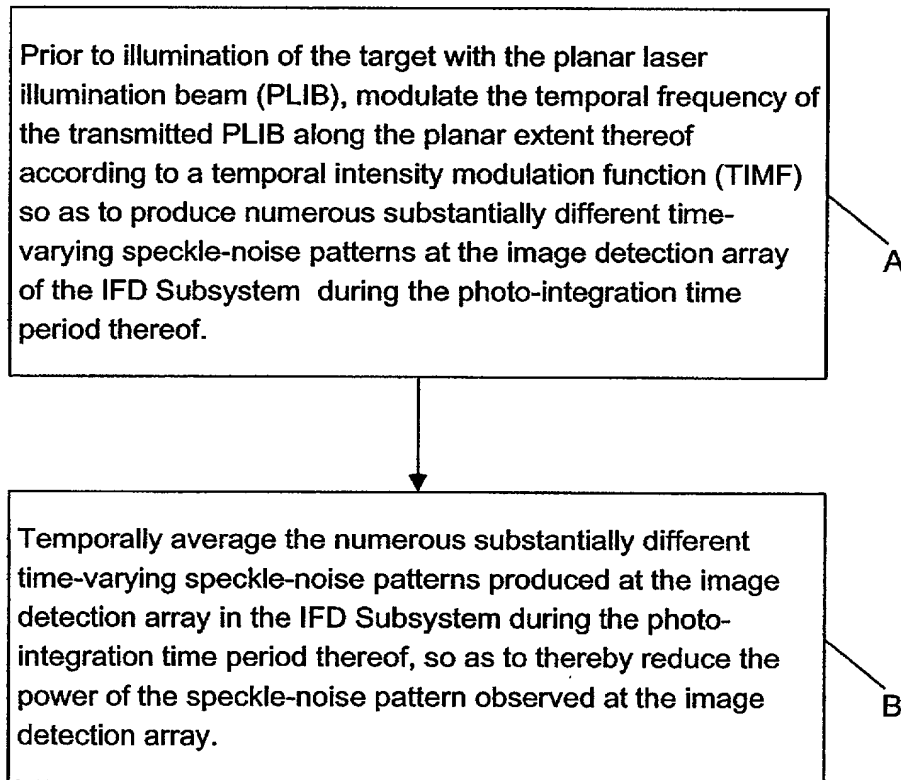 Prior to illumination of the target with the planar laser
illumination beam (PLIB), modulate the temporal frequency of
the transmitted PLIB along the planar extent thereof
according to a temporal intensity modulation function (TIMF)
so as to produce numerous substantially different time-
varying speckle-noise patterns at the image detection array
of the IFD Subsystem during the photo-integration time
period thereof.
A
Temporally average the numerous substantially different
time-varying speckle-noise patterns produced at the image
detection array in the IFD Subsystem during the photo-
integration time period thereof, so as to thereby reduce the
power of the speckle-noise pattern observed at the image
detection array.
B